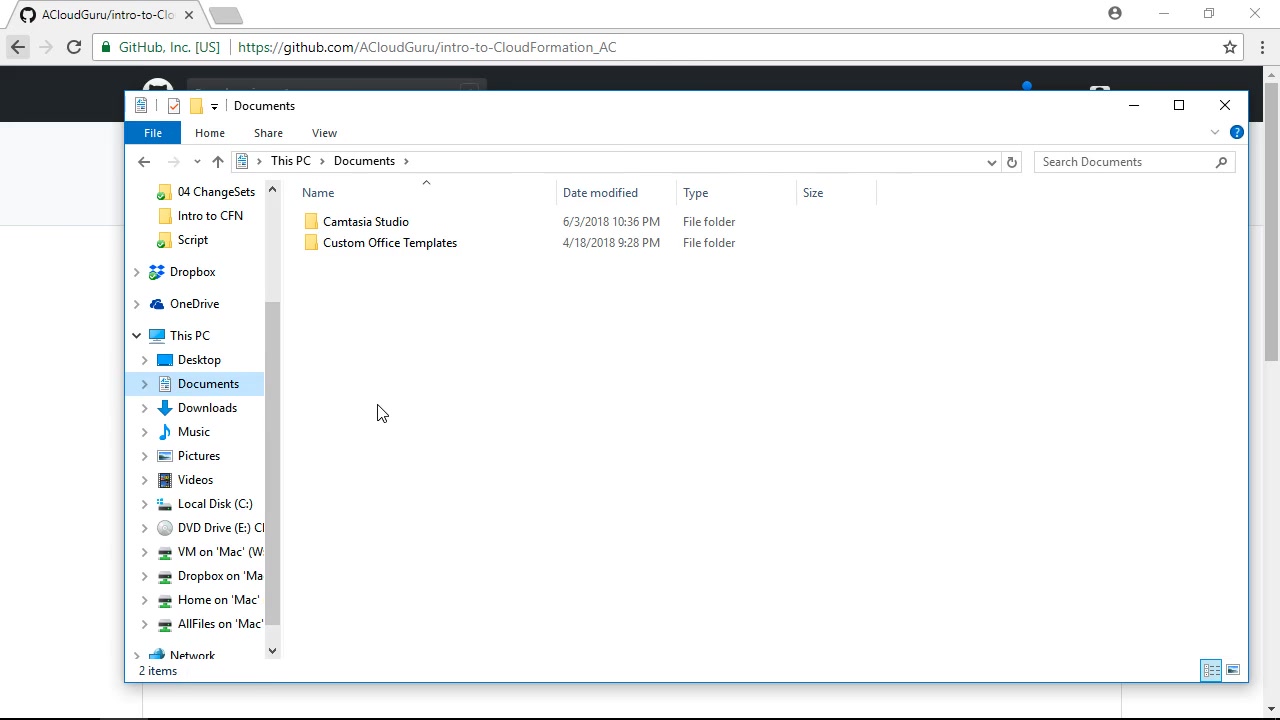 ACloudGuru/intro-to-Clo
GitHub, Inc. [US] https://github.com/ACloudGuru/intro-to-CloudFormation_AC
Documents
File Home Share View
This PC Documents
Search Documents
Name Date modified Type Size
Camtasia Studio 6/3/2018 10:36 PM File folder
Custom Office Templates 4/18/2018 9:28 PM File folder
04 ChangeSets
Intro to CFN
Script
Dropbox
OneDrive
This PC
Desktop
Documents
Downloads
Music
Pictures
Videos
Local Disk (C:)
DVD Drive (E:) C
VM on 'Mac' (W:
Dropbox on 'Ma
Home on 'Mac'
AllFiles on 'Mac'
Network
2 items